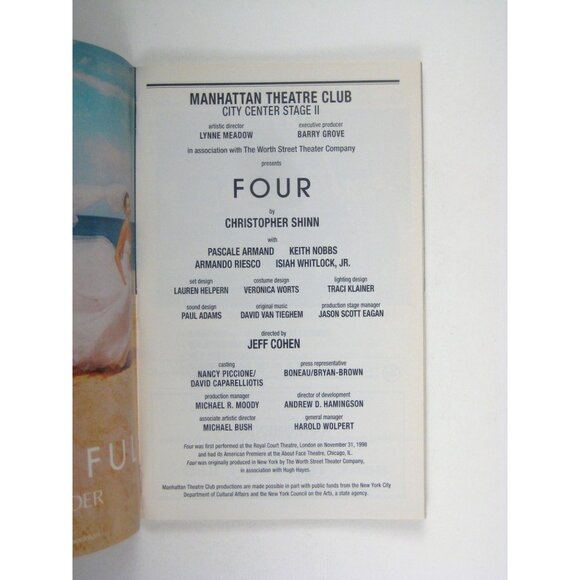 MANHATTAN THEATRE CLUB
CITY CENTER STAGE II
artistic director executive producer
LYNNE MEADOW BARRY GROVE
in association with The Worth Street Theater Company
presents
FOUR
by
CHRISTOPHER SHINN
with
PASCALE ARMAND KEITH NOBBS
ARMANDO RIESCO ISIAH WHITLOCK, JR.
set design costume design lighting design
LAUREN HELPERN VERONICA WORTS TRACI KLAINER
sound design original music production stage manager
PAUL ADAMS DAVID VAN TIEGHEM JASON SCOTT EAGAN
directed by
JEFF COHEN
casting press representative
NANCY PICCIONE/ BONEAU/BRYAN-BROWN
DAVID CAPARELLIOTIS
production manager director of development
MICHAEL R. MOODY ANDREW D. HAMINGSON
associate artistic director general manager
MICHAEL BUSH HAROLD WOLPERT
Four was first performed at the Royal Court Theatre, London on November 31, 1998
and had its American Premiere at the About Face Theatre, Chicago, IL.
Four was originally produced in New York by The Worth Street Theater Company,
in association with Hugh Hayes.
Manhattan Theatre Club productions are made possible in part with public funds from the New York City
Department of Cultural Affairs and the New York Council on the Arts, a state agency.
FUL
DER